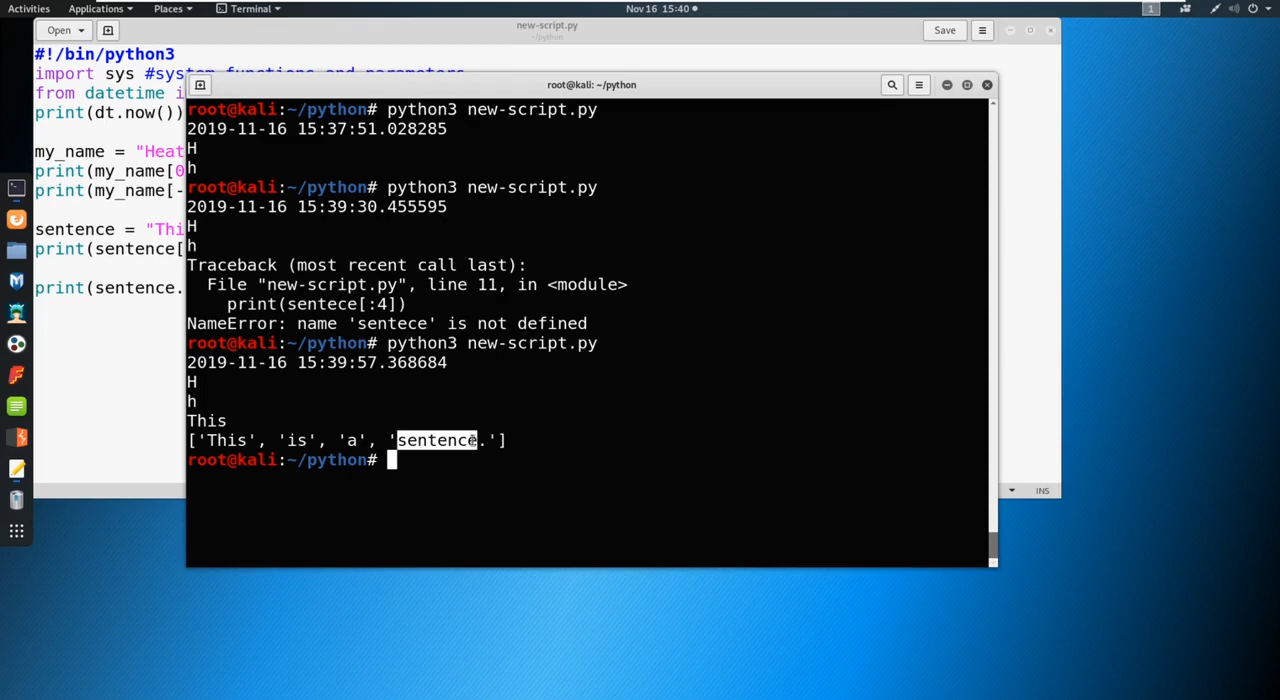 Activities Applications Places Terminal Nov 16 15:40 1
Open new-script.py Save
~/python
#!/bin/python3
import sys #system functions and parameters
from datetime i
print(dt.now())
my_name = "Heat
print(my_name[0
print(my_name[-
sentence = "Thi
print(sentence[
print(sentence.
INS
root@kali: ~/python
root@kali:~/python# python3 new-script.py
2019-11-16 15:37:51.028285
H
h
root@kali:~/python# python3 new-script.py
2019-11-16 15:39:30.455595
H
h
Traceback (most recent call last):
File "new-script.py", line 11, in <module>
print(sentece[:4])
NameError: name 'sentece' is not defined
root@kali:~/python# python3 new-script.py
2019-11-16 15:39:57.368684
H
h
This
['This', 'is', 'a', 'sentence.']
root@kali:~/python#